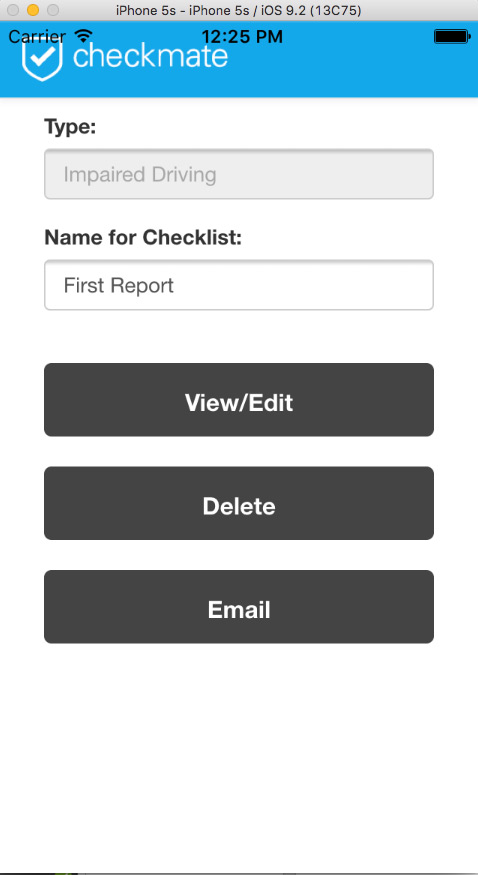 iPhone 5s - iPhone 5s / iOS 9.2 (13C75)
Carrier 12:25 PM
checkmate
Type:
Impaired Driving
Name for Checklist:
First Report
View/Edit
Delete
Email